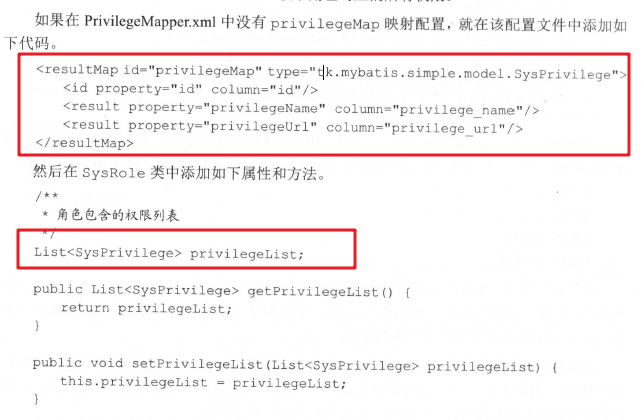 如果在 PrivilegeMapper.xml 中没有 privilegeMap 映射配置，就在该配置文件中添加如
下代码。
<resultMap id="privilegeMap" type="tk.mybatis.simple.model.SysPrivilege">
<id property="id" column="id"/>
<result property="privilegeName" column="privilege_name"/>
<result property="privilegeUrl" column="privilege_url"/>
</resultMap>
然后在 SysRole 类中添加如下属性和方法。
/**
* 角色包含的权限列表
*/
List<SysPrivilege> privilegeList;
public List<SysPrivilege> getPrivilegeList() {
return privilegeList;
}
public void setPrivilegeList(List<SysPrivilege> privilegeList) {
this.privilegeList = privilegeList;
}